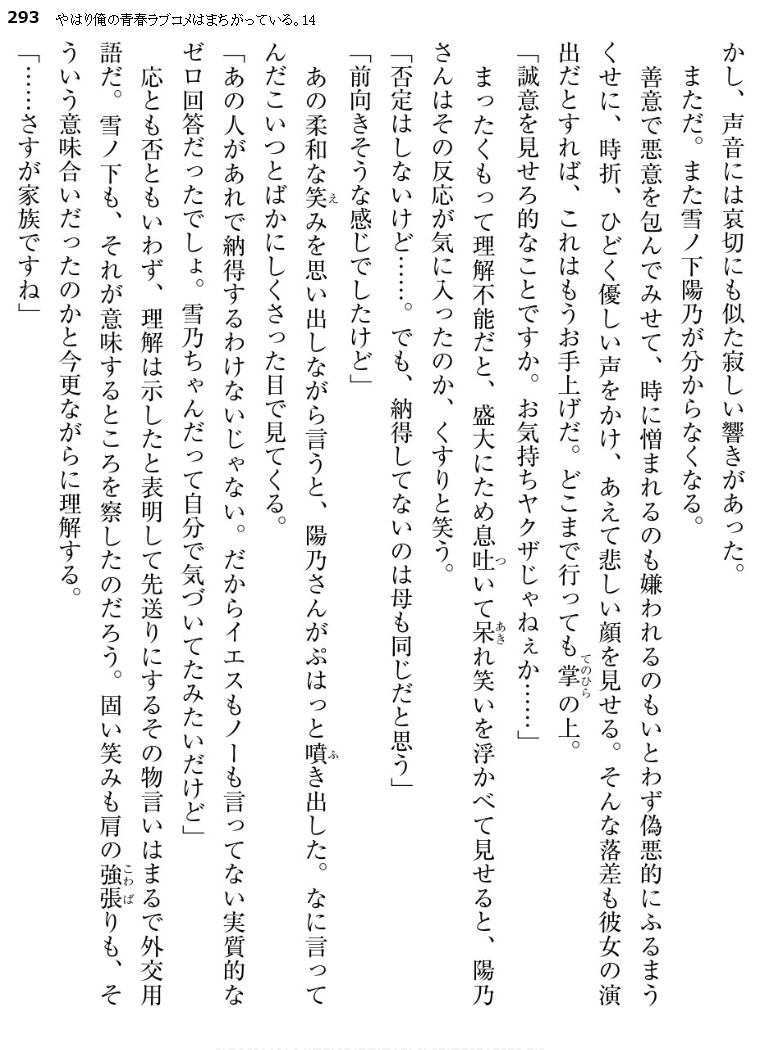 293 やはり俺の青春ラブコメはまちがっている。14
かし、声音には哀切にも似た寂しい響きがあった。
まただ。また雪ノ下陽乃が分からなくなる。
善意で悪意を包んでみせて、時に憎まれるのも嫌われるのもいとわず偽悪的にふるまう
くせに、時折、ひどく優しい声をかけ、あえて悲しい顔を見せる。そんな落差も彼女の演
出だとすれば、これはもうお手上げだ。どこまで行っても掌の上。
「誠意を見せろ的なことですか。お気持ちヤクザじゃねぇか……」
まったくもって理解不能だと、盛大にため息吐いて呆れ笑いを浮かべて見せると、陽乃
さんはその反応が気に入ったのか、くすりと笑う。
「否定はしないけど……。でも、納得してないのは母も同じだと思う」
「前向きそうな感じでしたけど」
あの柔和な笑みを思い出しながら言うと、陽乃さんがぷはっと噴き出した。なに言って
んだこいつとばかにしくさった目で見てくる。
「あの人があれで納得するわけないじゃない。だからイエスもノーも言ってない実質的な
ゼロ回答だったでしょ。雪乃ちゃんだって自分で気づいてたみたいだけど」
応とも否ともいわず、理解は示したと表明して先送りにするその物言いはまるで外交用
語だ。雪ノ下も、それが意味するところを察したのだろう。固い笑みも肩の強張りも、そ
ういう意味合いだったのかと今更ながらに理解する。
「……さすが家族ですね」